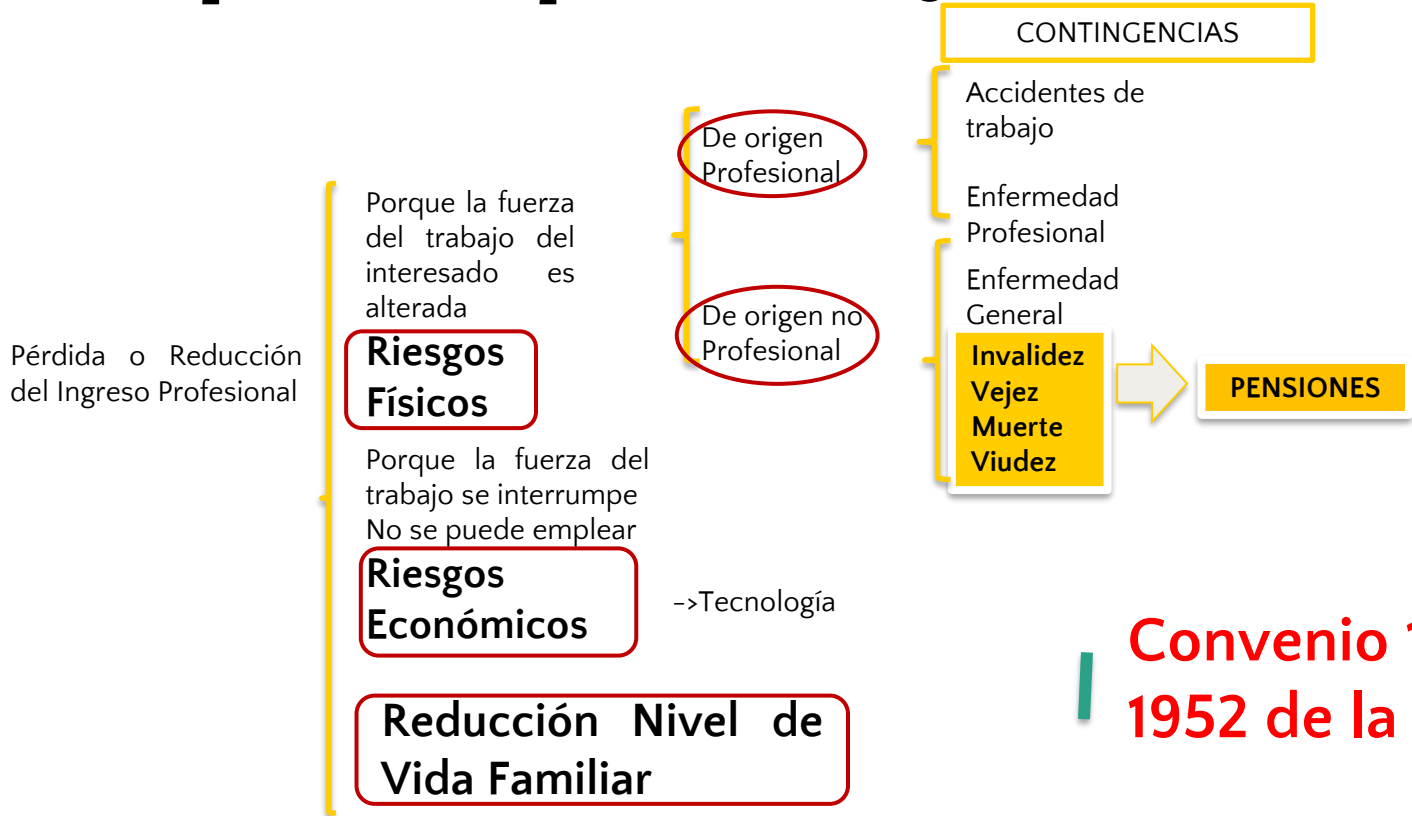 CONTINGENCIAS
Accidentes de
trabajo
De origen
Profesional
Enfermedad
Profesional
Porque la fuerza
del trabajo del
interesado es
alterada
Riesgos
Físicos
Enfermedad
General
De origen no
Profesional
Invalidez
Vejez
Muerte
Viudez
PENSIONES
Pérdida o Reducción
del Ingreso Profesional
Porque la fuerza del
trabajo se interrumpe
No se puede emplear
Riesgos
Económicos
->Tecnología
Convenio
1952 de la
Reducción Nivel de
Vida Familiar